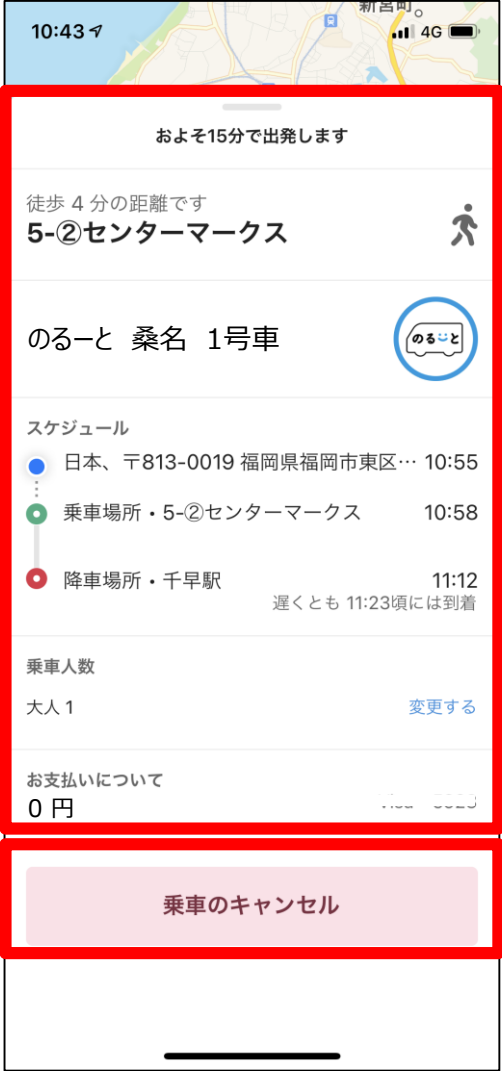 新宮町。
10:43
4G
およそ15分で出発します
徒歩 4 分の距離です
5-②センターマークス
のるーと 桑名 1号車
のるーと
スケジュール
日本、〒813-0019 福岡県福岡市東区… 10:55
乗車場所・5-②センターマークス 10:58
降車場所・千早駅 11:12
遅くとも 11:23頃には到着
乗車人数
大人 1 変更する
お支払いについて
0 円
乗車のキャンセル